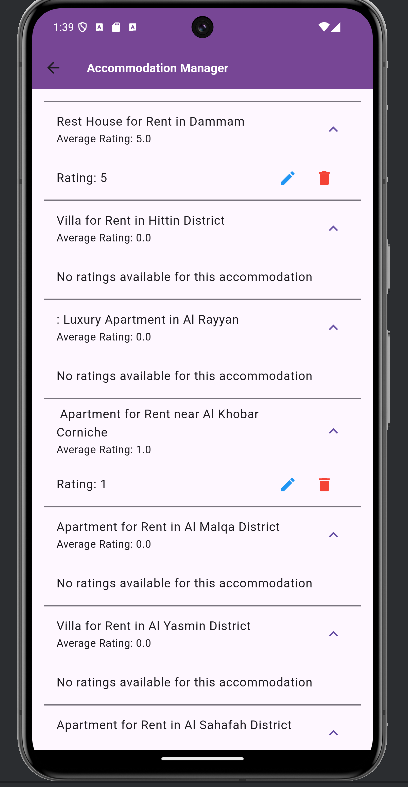 1:39
Accommodation Manager
Rest House for Rent in Dammam
Average Rating: 5.0
Rating: 5
Villa for Rent in Hittin District
Average Rating: 0.0
No ratings available for this accommodation
: Luxury Apartment in Al Rayyan
Average Rating: 0.0
No ratings available for this accommodation
Apartment for Rent near Al Khobar
Corniche
Average Rating: 1.0
Rating: 1
Apartment for Rent in Al Malqa District
Average Rating: 0.0
No ratings available for this accommodation
Villa for Rent in Al Yasmin District
Average Rating: 0.0
No ratings available for this accommodation
Apartment for Rent in Al Sahafah District